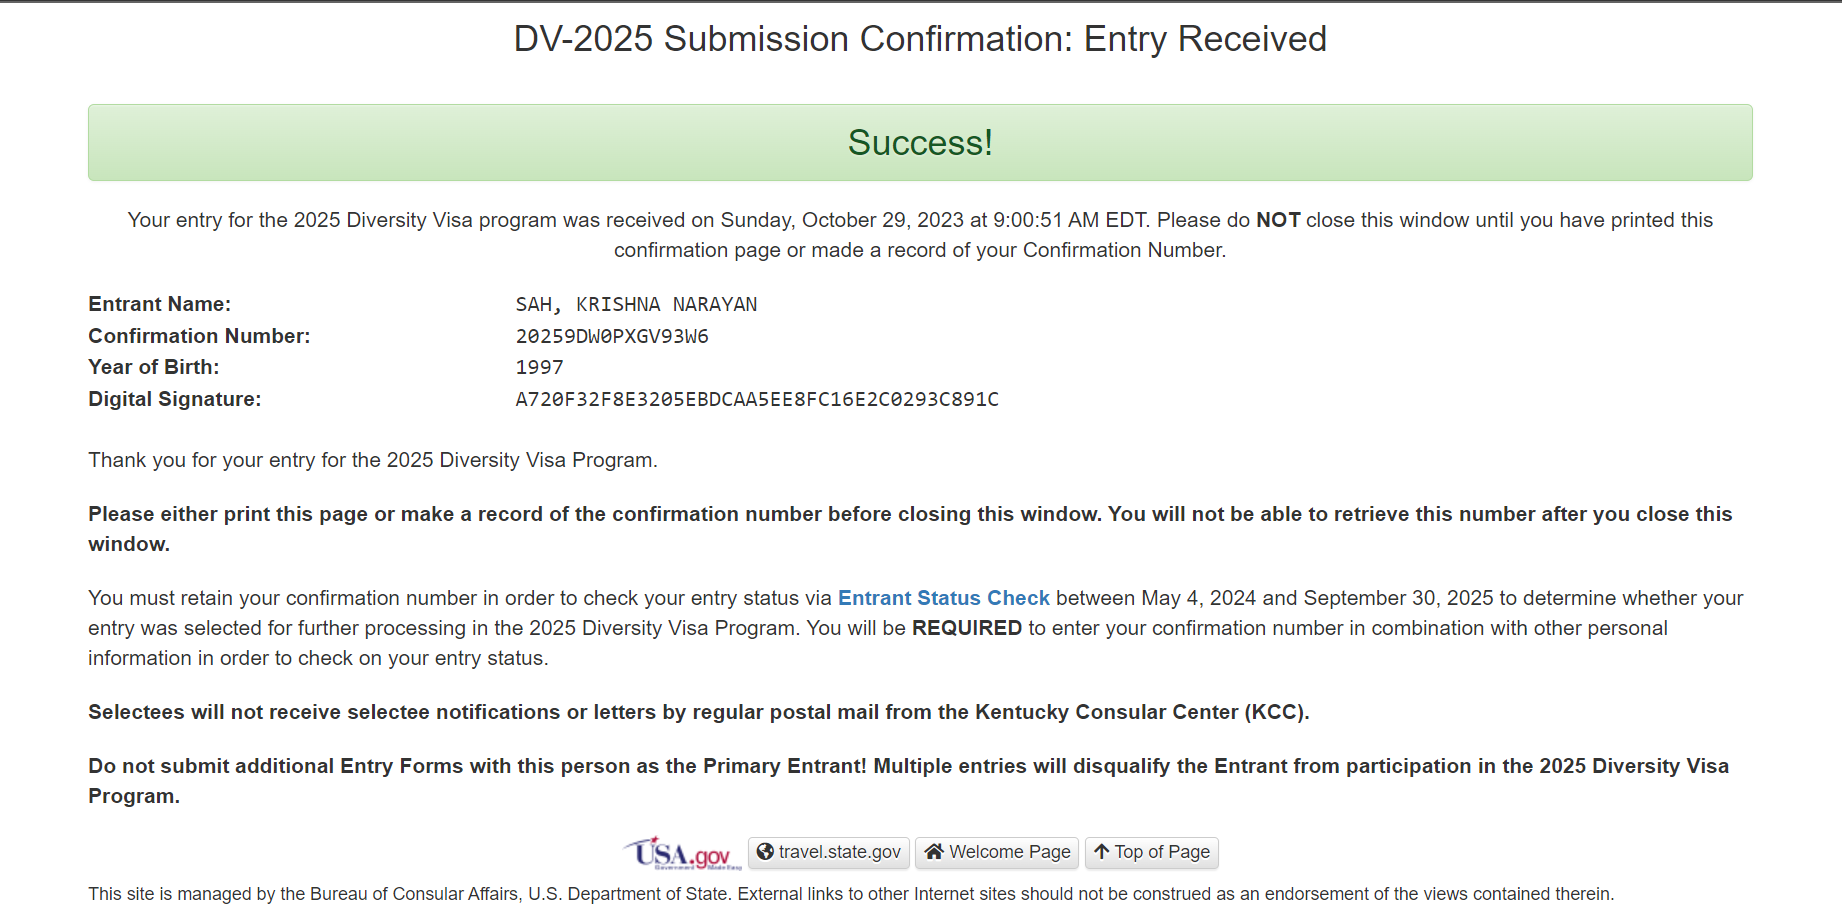 DV-2025 Submission Confirmation: Entry Received
Success!
Your entry for the 2025 Diversity Visa program was received on Sunday, October 29, 2023 at 9:00:51 AM EDT. Please do NOT close this window until you have printed this
confirmation page or made a record of your Confirmation Number.
Entrant Name: SAH, KRISHNA NARAYAN
Confirmation Number: 20259DW0PXGV93W6
Year of Birth: 1997
Digital Signature: A720F32F8E3205EBDCAA5EE8FC16E2C0293C891C
Thank you for your entry for the 2025 Diversity Visa Program.
Please either print this page or make a record of the confirmation number before closing this window. You will not be able to retrieve this number after you close this
window.
You must retain your confirmation number in order to check your entry status via Entrant Status Check between May 4, 2024 and September 30, 2025 to determine whether your
entry was selected for further processing in the 2025 Diversity Visa Program. You will be REQUIRED to enter your confirmation number in combination with other personal
information in order to check on your entry status.
Selectees will not receive selectee notifications or letters by regular postal mail from the Kentucky Consular Center (KCC).
Do not submit additional Entry Forms with this person as the Primary Entrant! Multiple entries will disqualify the Entrant from participation in the 2025 Diversity Visa
Program.
USA.gov travel.state.gov Welcome Page Top of Page
This site is managed by the Bureau of Consular Affairs, U.S. Department of State. External links to other Internet sites should not be construed as an endorsement of the views contained therein.